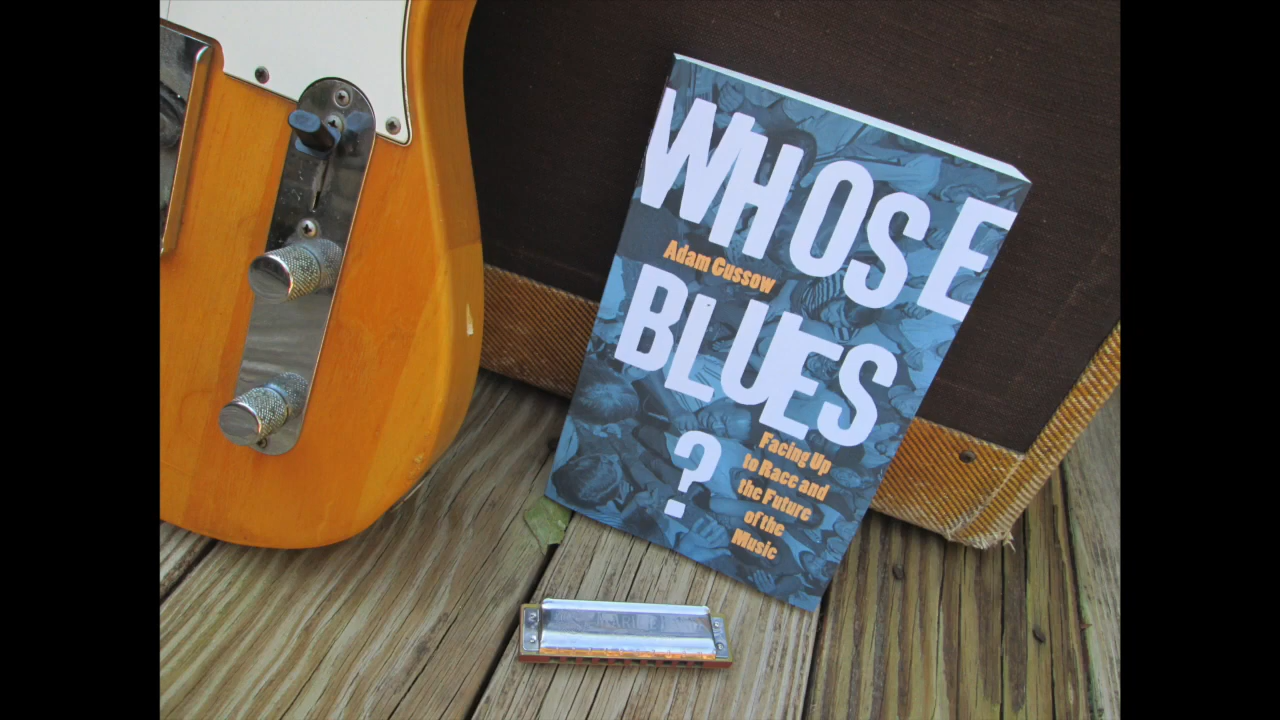 WHOSE
Adam Gussow
BLUES
?
Facing Up
to Race and
the Future
of the
Music